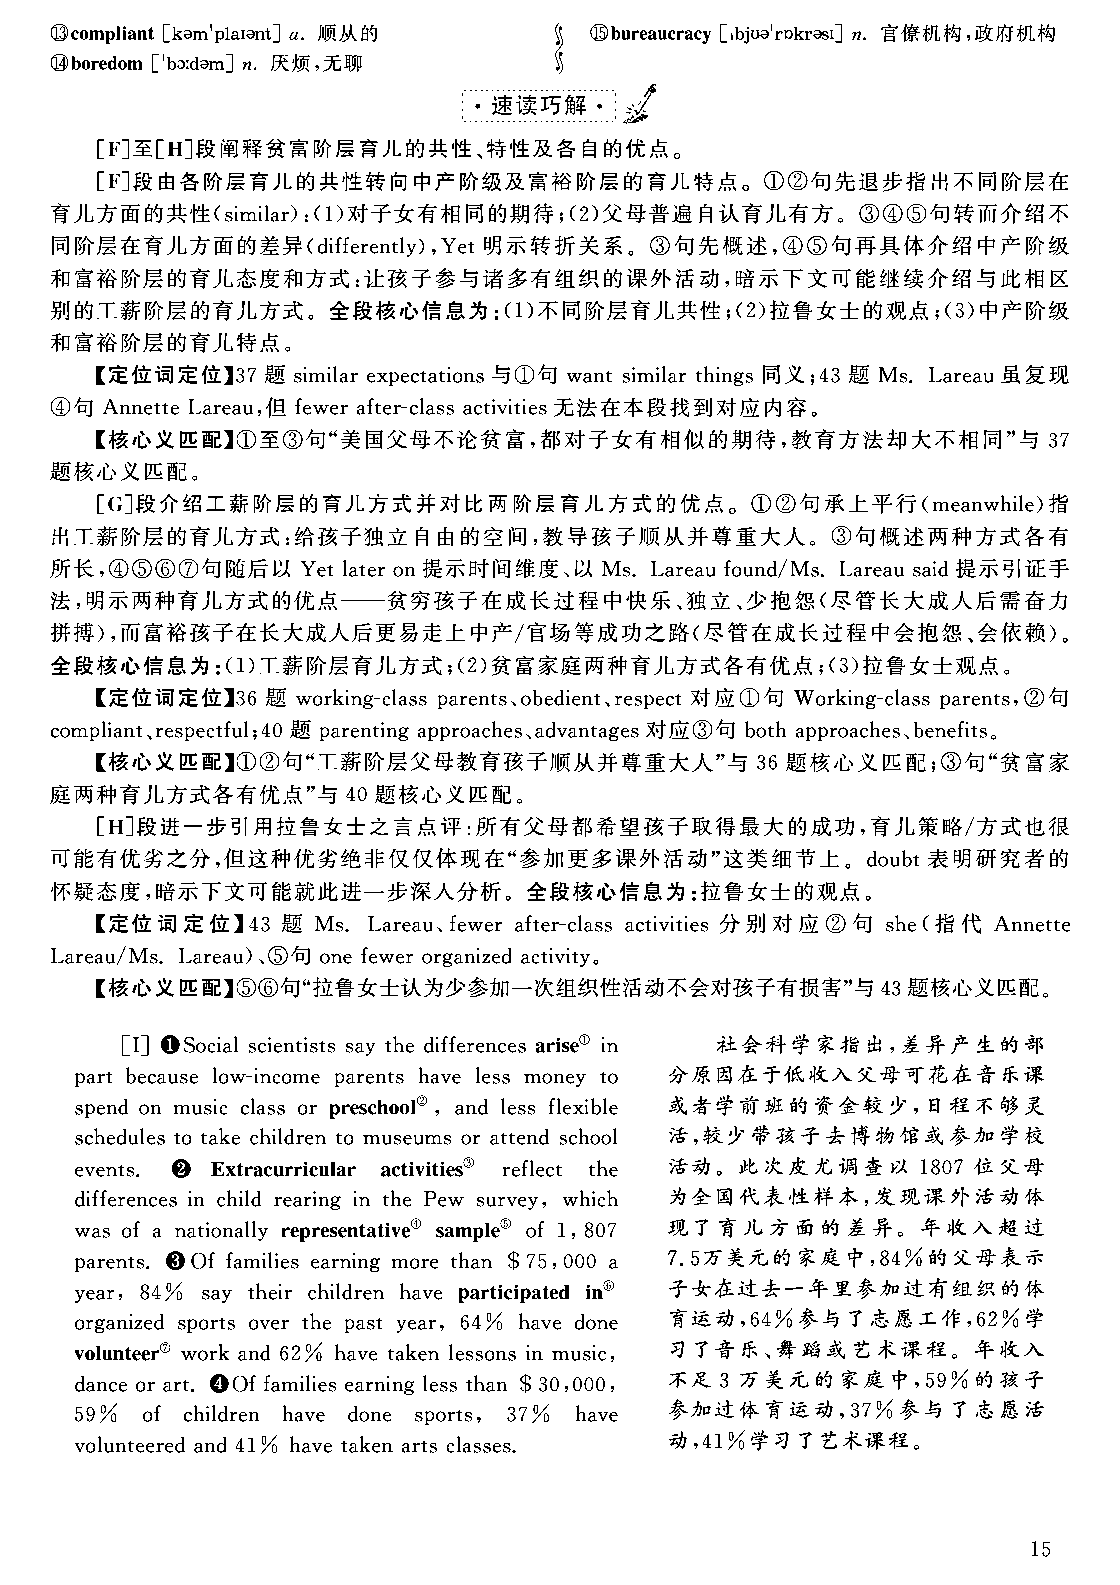 ⑬compliant [kəmˈplaɪənt] a. 顺从的
⑭boredom [ˈbɔːdəm] n. 厌烦,无聊
⑮bureaucracy [ˌbjʊəˈrɒkrəsɪ] n. 官僚机构,政府机构
·速读巧解·
[F]至[H]段阐释贫富阶层育儿的共性、特性及各自的优点。
[F]段由各阶层育儿的共性转向中产阶级及富裕阶层的育儿特点。①②句先退步指出不同阶层在
育儿方面的共性(similar):(1)对子女有相同的期待;(2)父母普遍自认育儿有方。③④⑤句转而介绍不
同阶层在育儿方面的差异(differently),Yet 明示转折关系。③句先概述,④⑤句再具体介绍中产阶级
和富裕阶层的育儿态度和方式:让孩子参与诸多有组织的课外活动,暗示下文可能继续介绍与此相区
别的工薪阶层的育儿方式。全段核心信息为:(1)不同阶层育儿共性;(2)拉鲁女士的观点;(3)中产阶级
和富裕阶层的育儿特点。
【定位词定位】37 题 similar expectations 与①句 want similar things 同义;43 题 Ms. Lareau 虽复现
④句 Annette Lareau,但 fewer after-class activities 无法在本段找到对应内容。
【核心义匹配】①至③句“美国父母不论贫富,都对子女有相似的期待,教育方法却大不相同”与 37
题核心义匹配。
[G]段介绍工薪阶层的育儿方式并对比两阶层育儿方式的优点。①②句承上平行(meanwhile)指
出工薪阶层的育儿方式:给孩子独立自由的空间,教导孩子顺从并尊重大人。③句概述两种方式各有
所长,④⑤⑥⑦句随后以 Yet later on 提示时间维度、以 Ms. Lareau found/Ms. Lareau said 提示引证手
法,明示两种育儿方式的优点——贫穷孩子在成长过程中快乐、独立、少抱怨(尽管长大成人后需奋力
拼搏),而富裕孩子在长大成人后更易走上中产/官场等成功之路(尽管在成长过程中会抱怨、会依赖)。
全段核心信息为:(1)工薪阶层育儿方式;(2)贫富家庭两种育儿方式各有优点;(3)拉鲁女士观点。
【定位词定位】36 题 working-class parents、obedient、respect 对应①句 Working-class parents,②句
compliant、respectful;40 题 parenting approaches、advantages 对应③句 both approaches、benefits。
【核心义匹配】①②句“工薪阶层父母教育孩子顺从并尊重大人”与 36 题核心义匹配;③句“贫富家
庭两种育儿方式各有优点”与 40 题核心义匹配。
[H]段进一步引用拉鲁女士之言点评:所有父母都希望孩子取得最大的成功,育儿策略/方式也很
可能有优劣之分,但这种优劣绝非仅仅体现在“参加更多课外活动”这类细节上。doubt 表明研究者的
怀疑态度,暗示下文可能就此进一步深入分析。全段核心信息为:拉鲁女士的观点。
【定位词定位】43 题 Ms. Lareau、fewer after-class activities 分别对应②句 she(指代 Annette
Lareau/Ms. Lareau)、⑤句 one fewer organized activity。
【核心义匹配】⑤⑥句“拉鲁女士认为少参加一次组织性活动不会对孩子有损害”与 43 题核心义匹配。
[I] ❶Social scientists say the differences arise① in
part because low-income parents have less money to
spend on music class or preschool②, and less flexible
schedules to take children to museums or attend school
events. ❷ Extracurricular activities③ reflect the
differences in child rearing in the Pew survey, which
was of a nationally representative④ sample⑤ of 1,807
parents. ❸Of families earning more than $75,000 a
year, 84% say their children have participated in⑥
organized sports over the past year, 64% have done
volunteer⑦ work and 62% have taken lessons in music,
dance or art. ❹Of families earning less than $30,000,
59% of children have done sports, 37% have
volunteered and 41% have taken arts classes.
社会科学家指出,差异产生的部
分原因在于低收入父母可花在音乐课
或者学前班的资金较少,日程不够灵
活,较少带孩子去博物馆或参加学校
活动。此次皮尤调查以 1807 位父母
为全国代表性样本,发现课外活动体
现了育儿方面的差异。年收入超过
7.5万美元的家庭中,84%的父母表示
子女在过去一年里参加过有组织的体
育运动,64%参与了志愿工作,62%学
习了音乐、舞蹈或艺术课程。年收入
不足 3 万美元的家庭中,59%的孩子
参加过体育运动,37%参与了志愿活
动,41%学习了艺术课程。
15